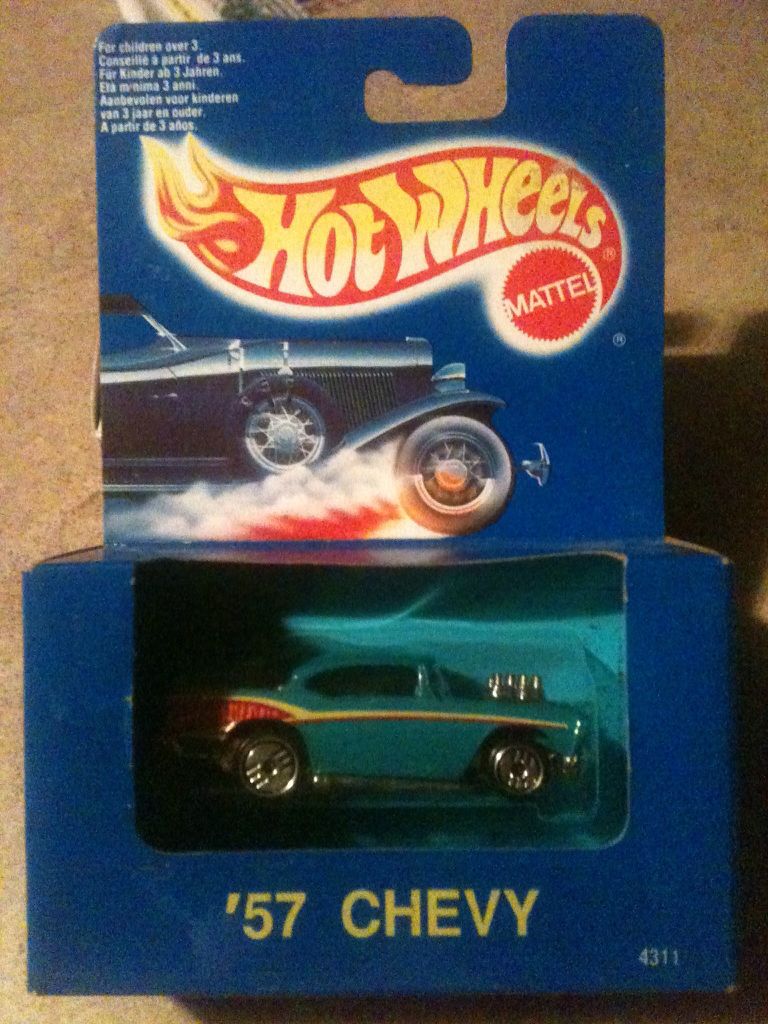 For children over 3.
Conseillé à partir de 3 ans.
Für Kinder ab 3 Jahren.
Età minima 3 anni.
Aanbevolen voor kinderen
van 3 jaar en ouder.
A partir de 3 años.
HOT WHEELS ®
MATTEL
®
'57 CHEVY
4311